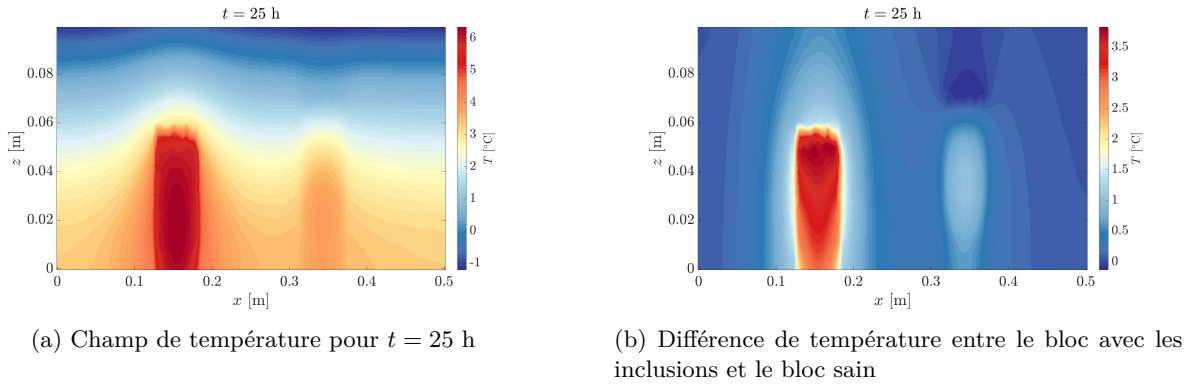 t = 25 h
z [m]
0.08
0.06
0.04
0.02
0
0 0.1 0.2 0.3 0.4 0.5
x [m]
6
5
4
3
2
1
0
-1
T [°C]
(a) Champ de température pour t = 25 h
t = 25 h
z [m]
0.08
0.06
0.04
0.02
0
0 0.1 0.2 0.3 0.4 0.5
x [m]
3.5
3
2.5
2
1.5
1
0.5
0
T [°C]
(b) Différence de température entre le bloc avec les
inclusions et le bloc sain